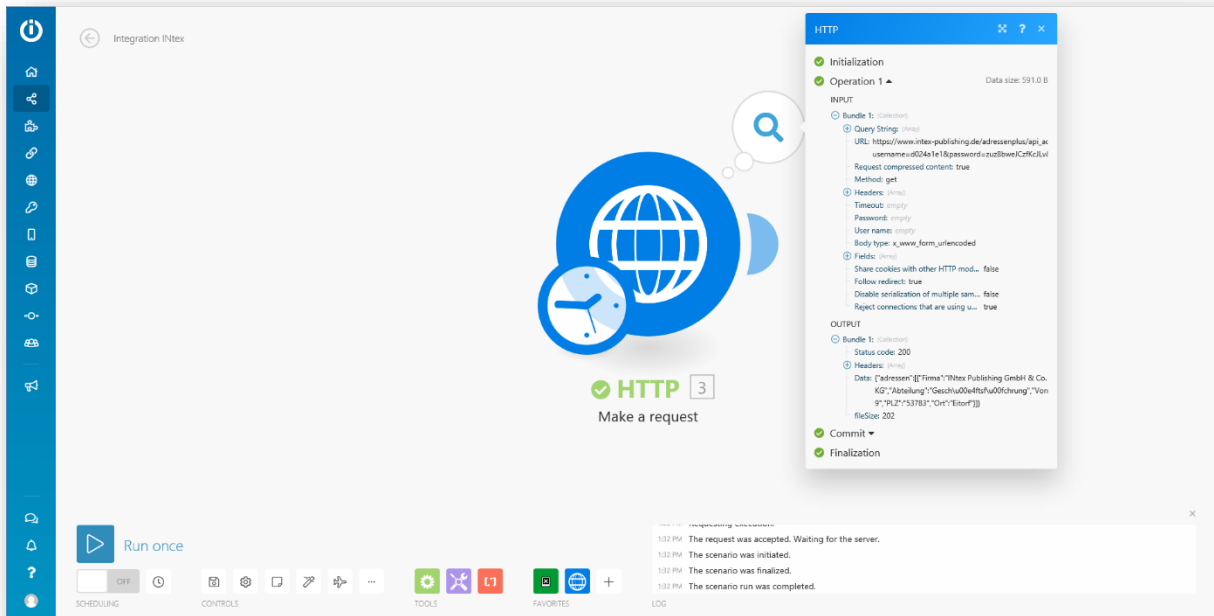 Integration INtex
HTTP
?
Initialization
Operation 1
Data size: 591.0 B
INPUT
Bundle 1: (Collection)
Query String: (Array)
URL: https://www.intex-publishing.de/adressenplus/api_ac
username=d024a1e1&password=zuz8bweJCzfKcJLvl
Request compressed content: true
Method: get
Headers: (Array)
Timeout: empty
Password: empty
User name: empty
Body type: x_www_form_urlencoded
Fields: (Array)
Share cookies with other HTTP mod... false
Follow redirect: true
Disable serialization of multiple sam... false
Reject connections that are using u... true
OUTPUT
Bundle 1: (Collection)
Status code: 200
Headers: (Array)
Data: {"adressen":[{"Firma":"INtex Publishing GmbH & Co.
KG","Abteilung":"Gesch\u00e4ftsf\u00fchrung","Von
9","PLZ":"53783","Ort":"Eitorf"}]}
fileSize: 202
Commit
Finalization
HTTP 3
Make a request
Run once
OFF
SCHEDULING
CONTROLS
TOOLS
FAVORITES
Requesting execution.
1:32 PM The request was accepted. Waiting for the server.
1:32 PM The scenario was initiated.
1:32 PM The scenario was finalized.
1:32 PM The scenario run was completed.
LOG
?